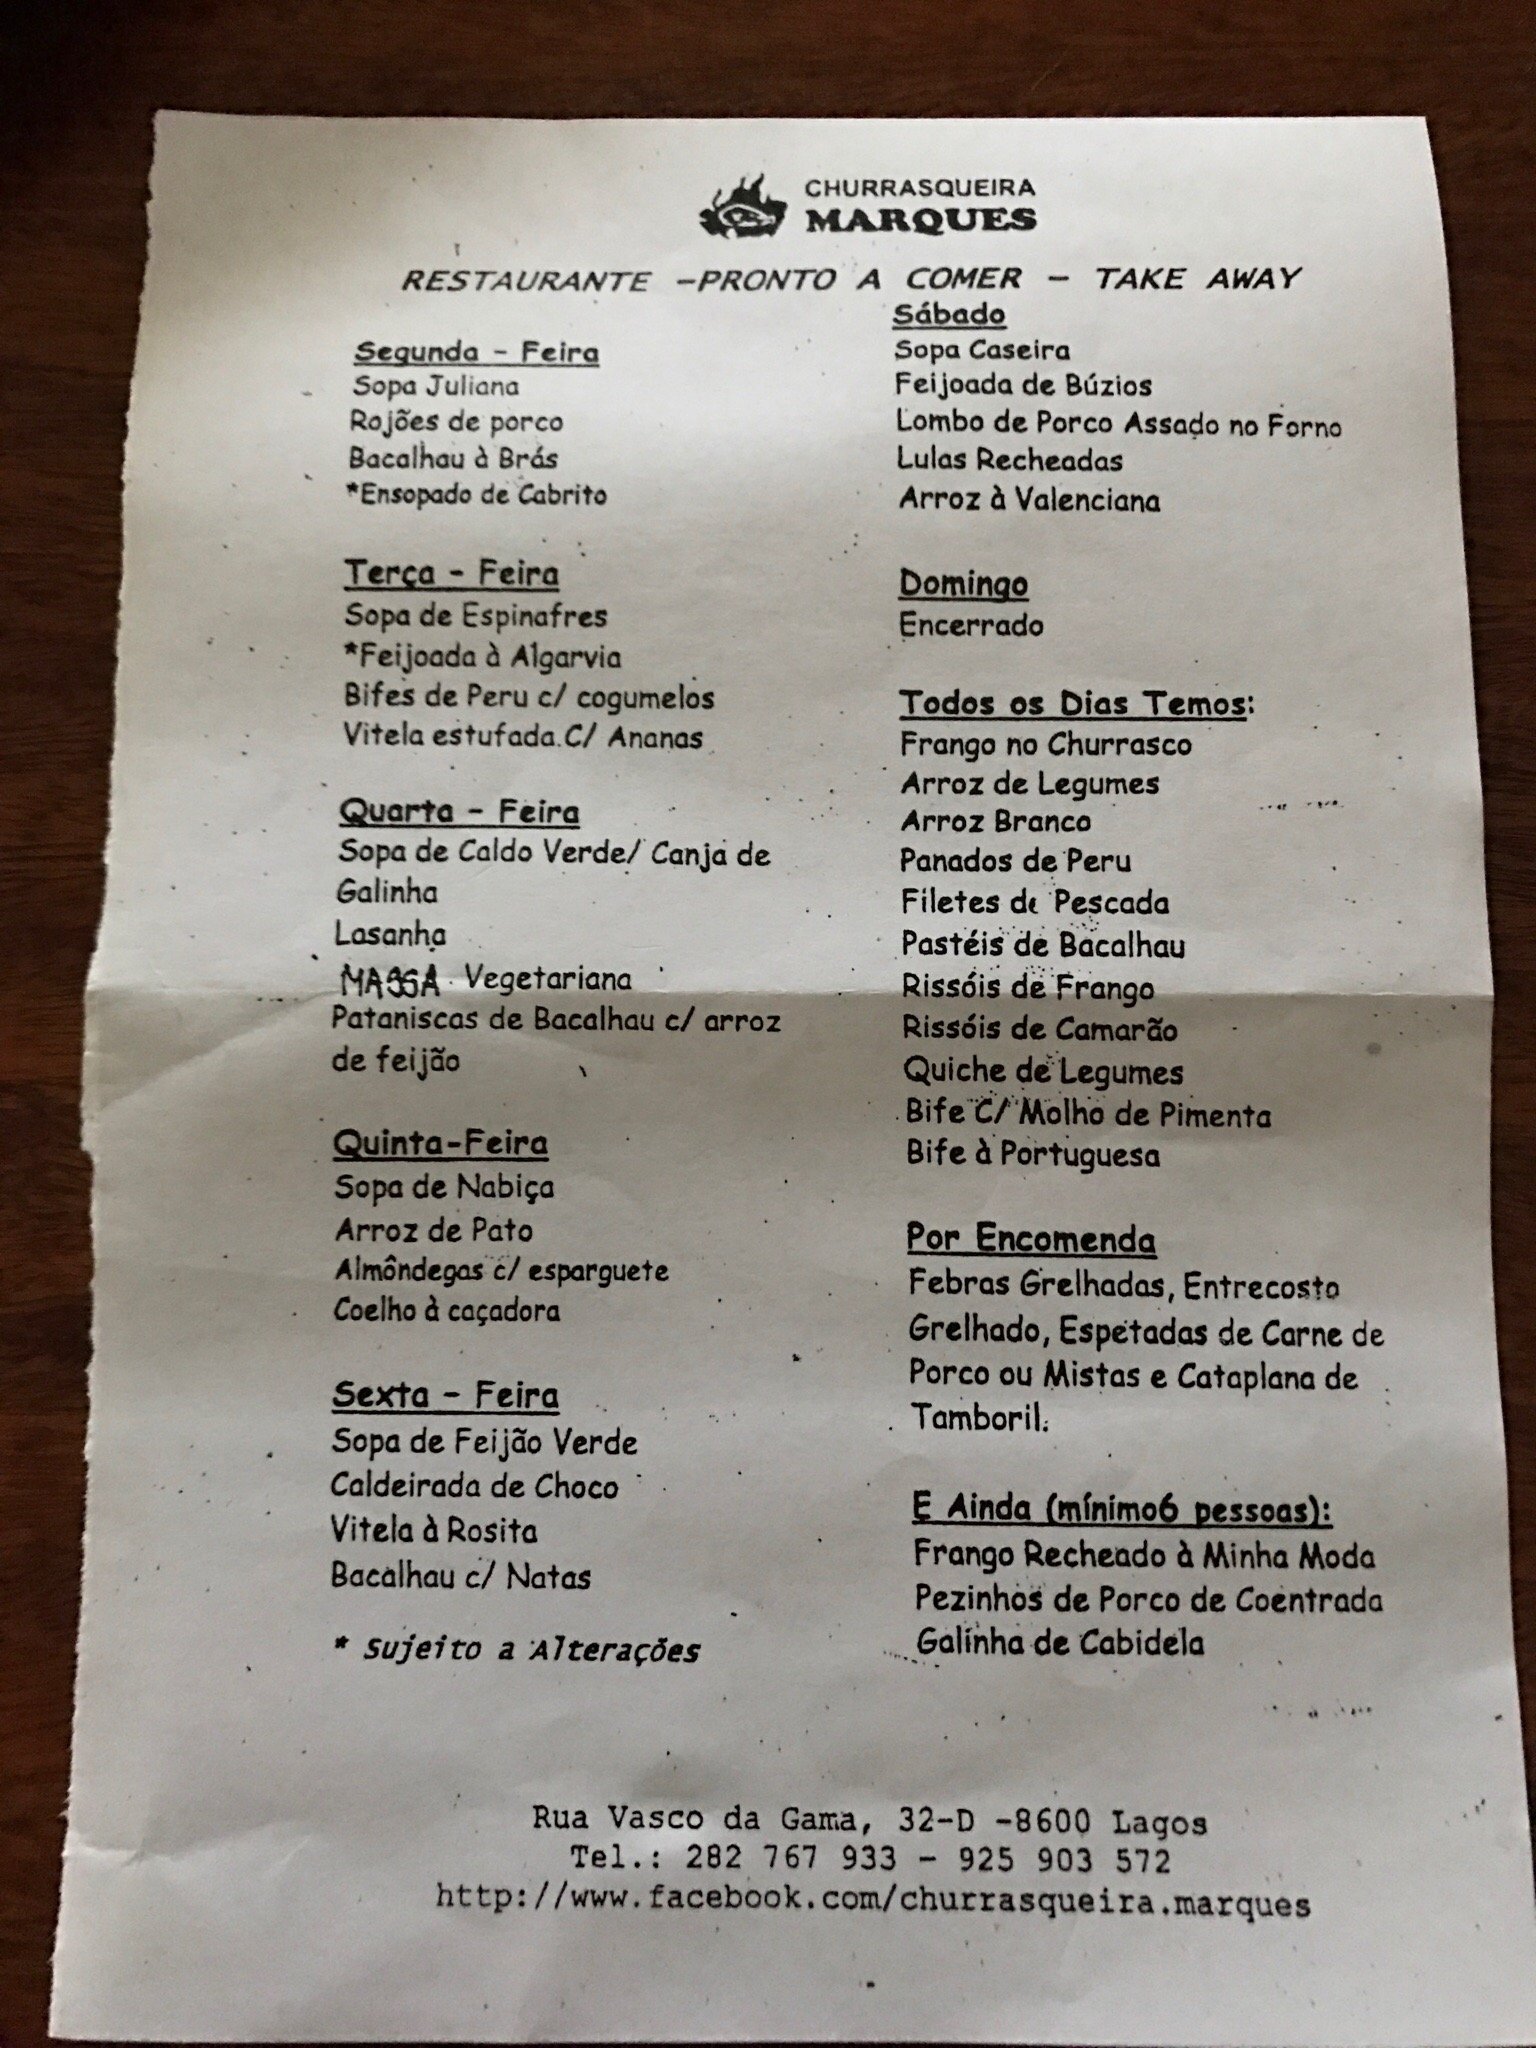 CHURRASQUEIRA
MARQUES
RESTAURANTE -PRONTO A COMER - TAKE AWAY
Segunda - Feira
Sopa Juliana
Rojões de porco
Bacalhau à Brás
*Ensopado de Cabrito
Terça - Feira
Sopa de Espinafres
*Feijoada à Algarvia
Bifes de Peru c/ cogumelos
Vitela estufada C/ Ananas
Quarta - Feira
Sopa de Caldo Verde/ Canja de
Galinha
Lasanha
MASSA Vegetariana
Pataniscas de Bacalhau c/ arroz
de feijão
Quinta-Feira
Sopa de Nabiça
Arroz de Pato
Almôndegas c/ esparguete
Coelho à caçadora
Sexta - Feira
Sopa de Feijão Verde
Caldeirada de Choco
Vitela à Rosita
Bacalhau c/ Natas
* Sujeito a Alterações
Sábado
Sopa Caseira
Feijoada de Búzios
Lombo de Porco Assado no Forno
Lulas Recheadas
Arroz à Valenciana
Domingo
Encerrado
Todos os Dias Temos:
Frango no Churrasco
Arroz de Legumes
Arroz Branco
Panados de Peru
Filetes de Pescada
Pastéis de Bacalhau
Rissóis de Frango
Rissóis de Camarão
Quiche de Legumes
Bife C/ Molho de Pimenta
Bife à Portuguesa
Por Encomenda
Febras Grelhadas, Entrecosto
Grelhado, Espetadas de Carne de
Porco ou Mistas e Cataplana de
Tamboril.
E Ainda (mínimo6 pessoas):
Frango Recheado à Minha Moda
Pezinhos de Porco de Coentrada
Galinha de Cabidela
Rua Vasco da Gama, 32-D -8600 Lagos
Tel.: 282 767 933 - 925 903 572
http://www.facebook.com/churrasqueira.marques